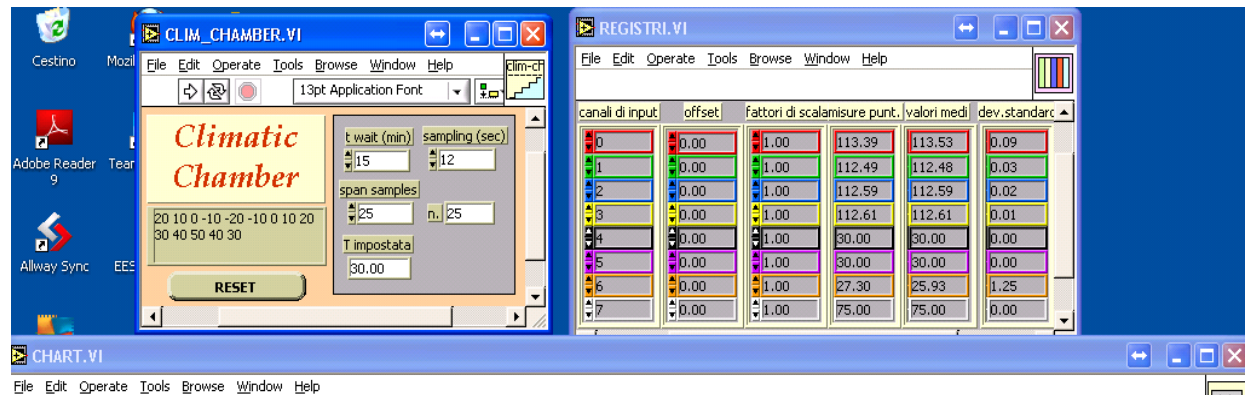 Cestino
Mozil
Adobe Reader
9
Tear
Allway Sync
EES
CLIM_CHAMBER.VI
File Edit Operate Tools Browse Window Help
clim-ch
13pt Application Font
Climatic
Chamber
20 10 0 -10 -20 -10 0 10 20
30 40 50 40 30
RESET
t wait (min) sampling (sec)
15 12
span samples
25 n. 25
T impostata
30.00
REGISTRI.VI
File Edit Operate Tools Browse Window Help
canali di input offset fattori di scala misure punt. valori medi dev.standard
0 0.00 1.00 113.39 113.53 0.09
1 0.00 1.00 112.49 112.48 0.03
2 0.00 1.00 112.59 112.59 0.02
3 0.00 1.00 112.61 112.61 0.01
4 0.00 1.00 30.00 30.00 0.00
5 0.00 1.00 30.00 30.00 0.00
6 0.00 1.00 27.30 25.93 1.25
7 0.00 1.00 75.00 75.00 0.00
CHART.VI
File Edit Operate Tools Browse Window Help